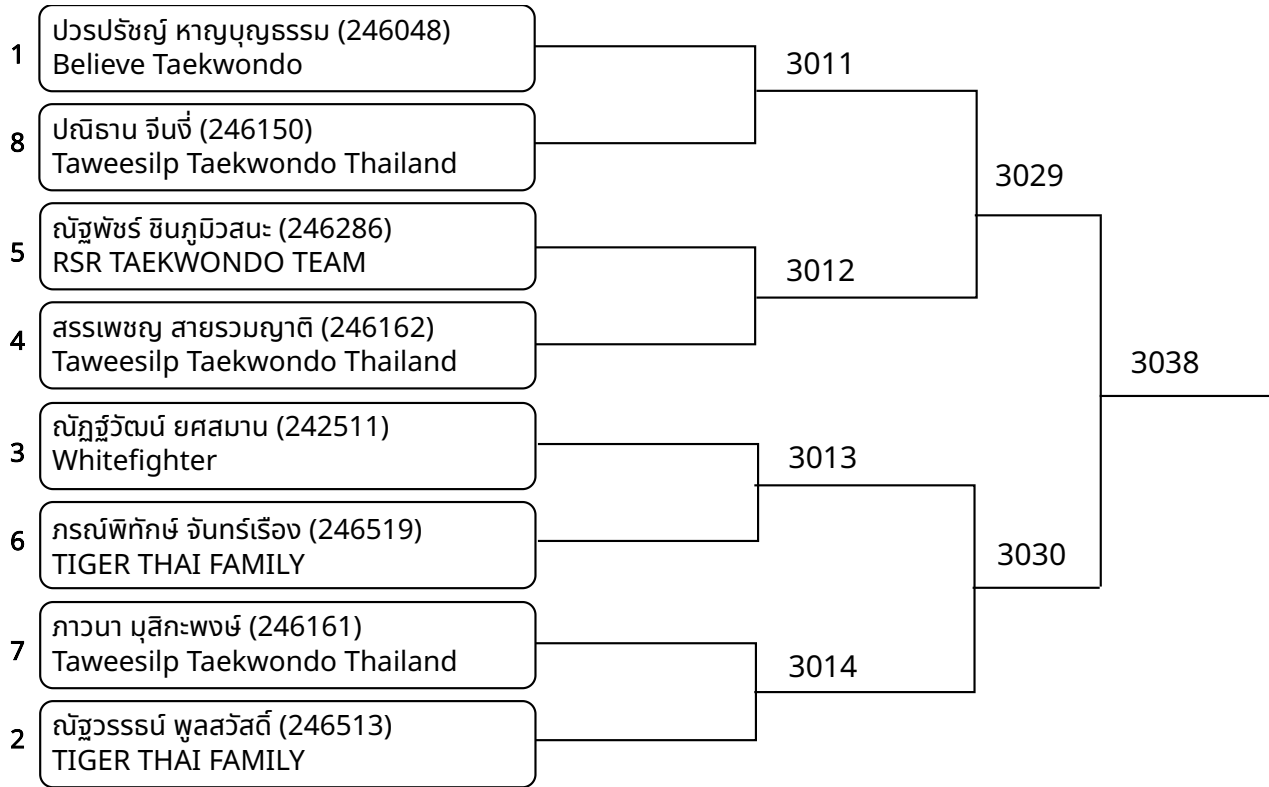 1
ปวรปรัชญ์ หาญบุญธรรม (246048)
Believe Taekwondo
8
ปณิธาน จีนงี่ (246150)
Taweesilp Taekwondo Thailand
3011
5
ณัฐพัชร์ ชินภูมิวสนะ (246286)
RSR TAEKWONDO TEAM
4
สรรเพชญ สายรวมญาติ (246162)
Taweesilp Taekwondo Thailand
3012
3029
3
ณัฏฐ์วัฒน์ ยศสมาน (242511)
Whitefighter
6
ภรณ์พิทักษ์ จันทร์เรือง (246519)
TIGER THAI FAMILY
3013
7
ภาวนา มุสิกะพงษ์ (246161)
Taweesilp Taekwondo Thailand
2
ณัฐวรรธน์ พูลสวัสดิ์ (246513)
TIGER THAI FAMILY
3014
3030
3038